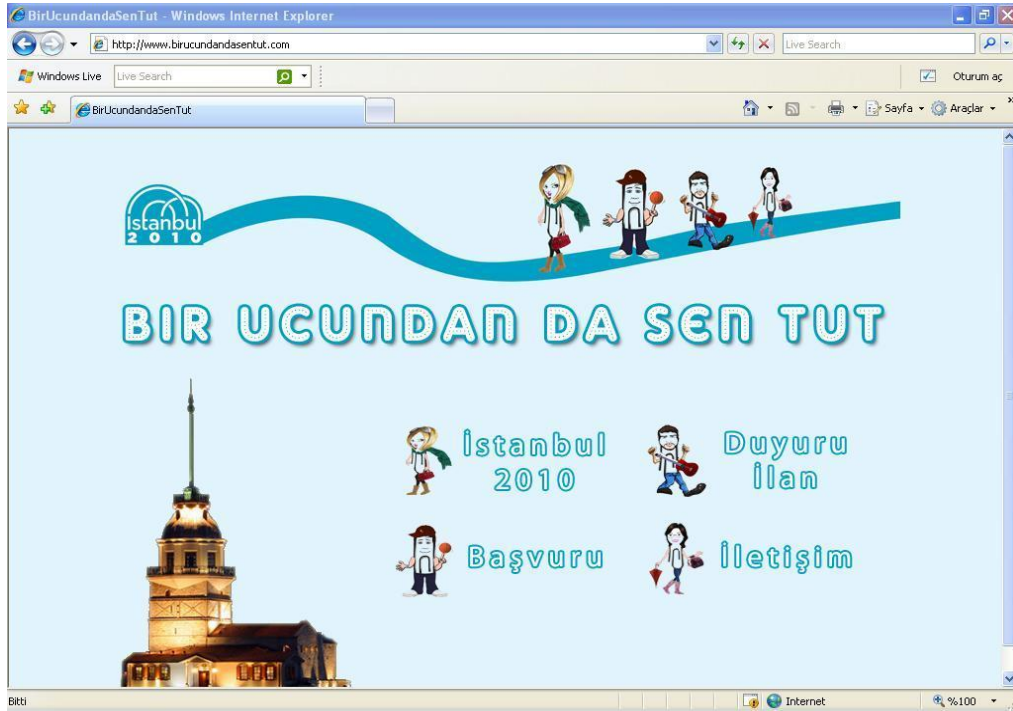 BirUcundandaSenTut - Windows Internet Explorer
http://www.birucundandasentut.com
Live Search
Windows Live
Live Search
Oturum aç
BirUcundandaSenTut
Sayfa
Araçlar
istanbul
2010
BIR UCUNDAN DA SEN TUT
İstanbul
2010
Duyuru
İlan
Başvuru
İletişim
Bitti
Internet
%100